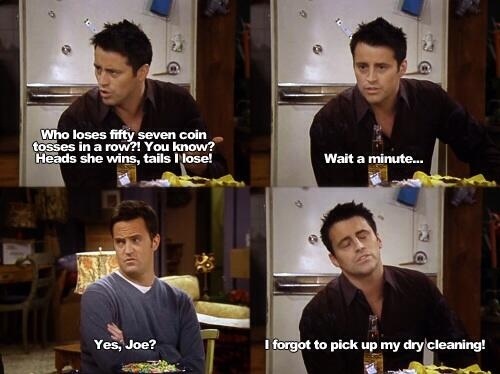 Who loses fifty seven coin
tosses in a row?! You know?
Heads she wins, tails I lose!
Wait a minute...
Yes, Joe?
I forgot to pick up my dry cleaning!